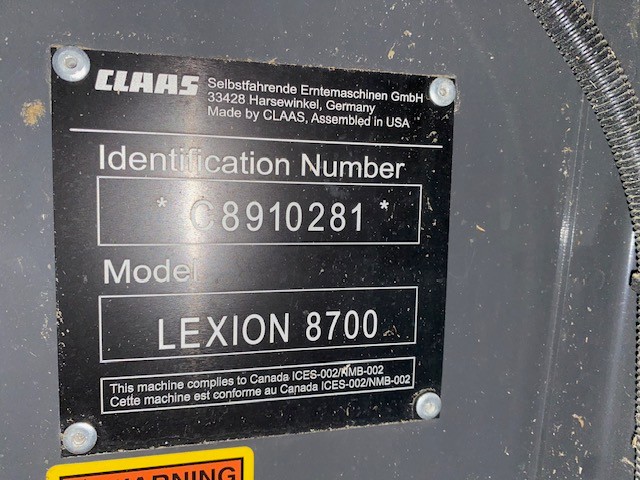 CLAAS Selbstfahrende Erntemaschinen GmbH
33428 Harsewinkel, Germany
Made by CLAAS, Assembled in USA
Identification Number
* C8910281 *
Model
LEXION 8700
This machine complies to Canada ICES-002/NMB-002
Cette machine est conforme au Canada ICES-002/NMB-002
WARNING